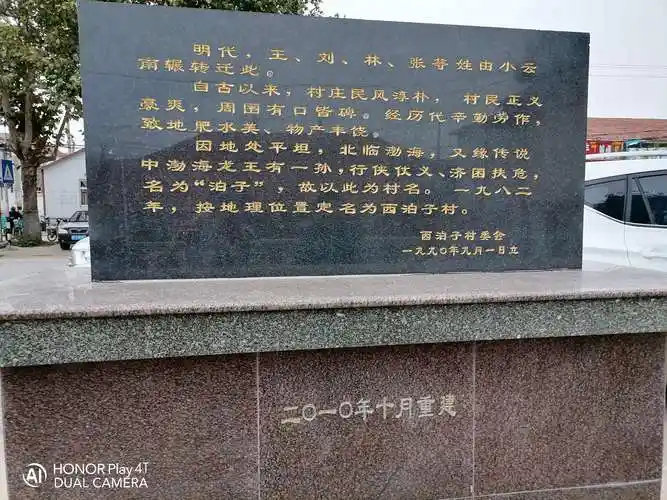 明代，王、刘、林、张等姓由小云
南辗转迁此。
自古以来，村庄民风淳朴，村民正义
豪爽，周围有口皆碑。经历代辛勤劳作，
致地肥水美、物产丰饶。
因地处平坦，北临渤海，又缘传说
中渤海龙王有一孙，行侠仗义、济困扶危，
名为“泊子”，故以此为村名。一九八二
年，按地理位置定名为西泊子村。
西泊子村委会
一九九〇年九月一日立
二〇一〇年十月重建
AI
HONOR Play 4T
DUAL CAMERA